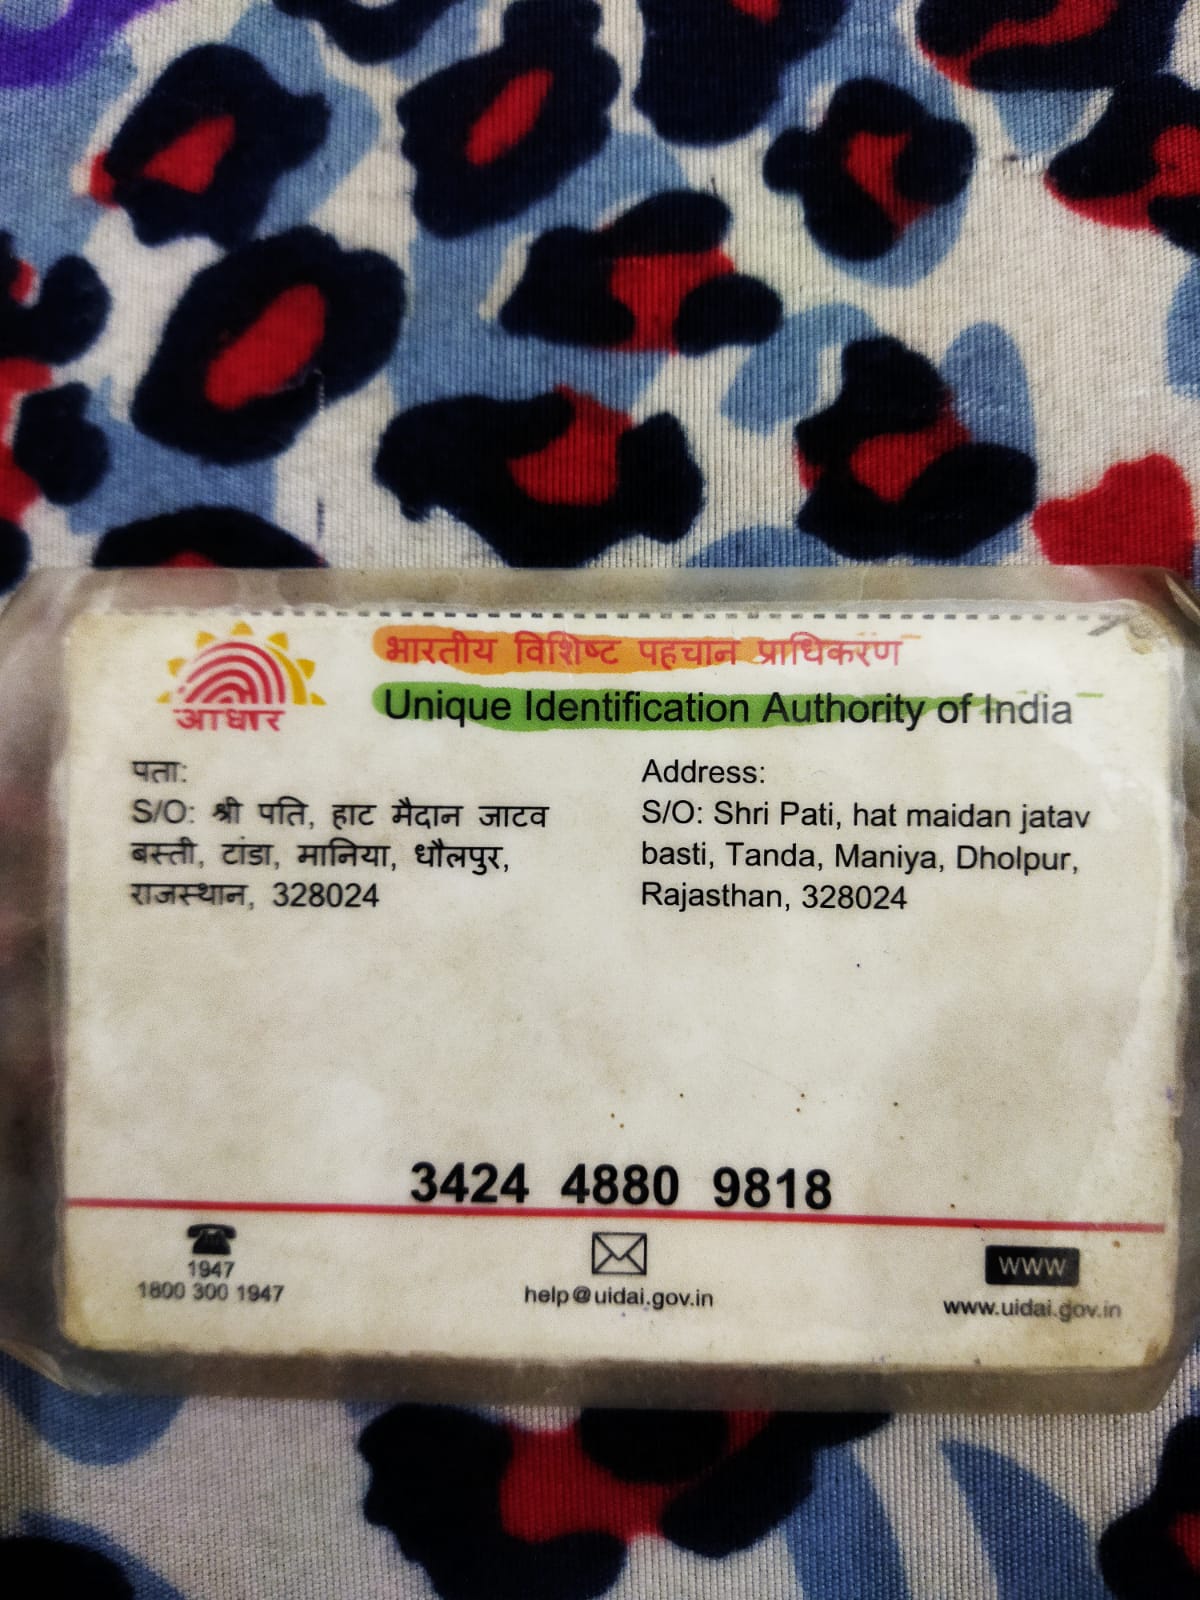 आधार
भारतीय विशिष्ट पहचान प्राधिकरण
Unique Identification Authority of India
पता:
S/O: श्री पति, हाट मैदान जाटव
बस्ती, टांडा, मानिया, धौलपुर,
राजस्थान, 328024
Address:
S/O: Shri Pati, hat maidan jatav
basti, Tanda, Maniya, Dholpur,
Rajasthan, 328024
3424 4880 9818
1947
1800 300 1947
help@uidai.gov.in
www
www.uidai.gov.in